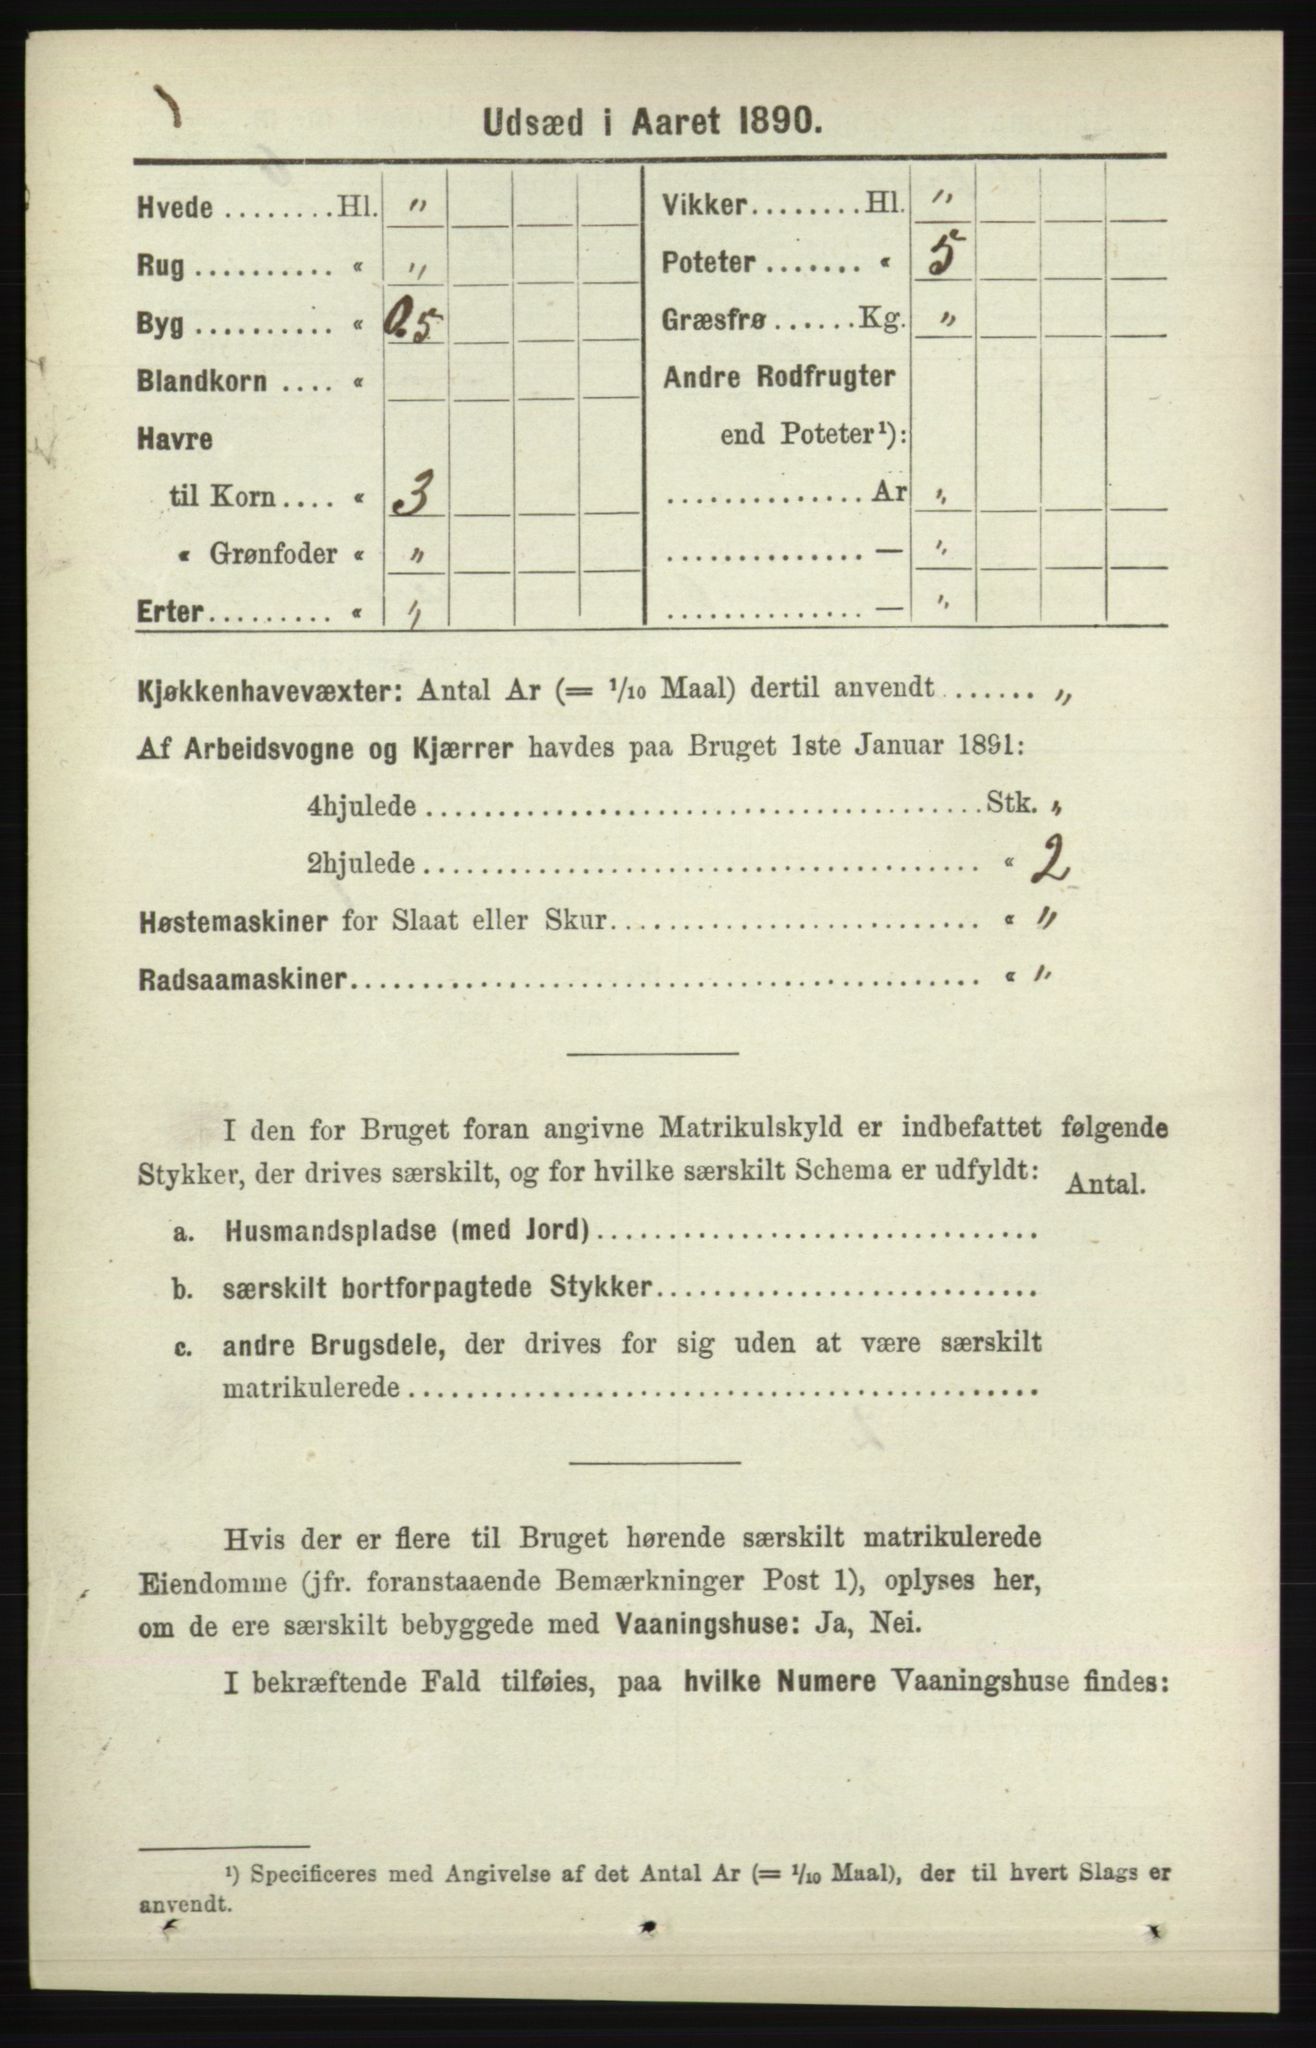 Udsæd i Aaret 1890.
Hvede ........ Hl. "
Rug .......... « "
Byg .......... « 0.5
Blandkorn .... «
Havre
til Korn .... « 3
« Grønfoder « "
Erter ......... « "
Vikker ........ Hl. "
Poteter ....... « 5
Græsfrø ...... Kg. "
Andre Rodfrugter
end Poteter¹):
.............. Ar "
.............. — "
.............. — "
Kjøkkenhavevæxter: Antal Ar (= 1/10 Maal) dertil anvendt ...... "
Af Arbeidsvogne og Kjærrer havdes paa Bruget 1ste Januar 1891:
4hjulede ...................................... Stk. "
2hjulede ...................................... « 2
Høstemaskiner for Slaat eller Skur .......................... « "
Radsaamaskiner ........................................... « "
I den for Bruget foran angivne Matrikulskyld er indbefattet følgende
Stykker, der drives særskilt, og for hvilke særskilt Schema er udfyldt: Antal.
a. Husmandspladse (med Jord) ..............................
b. særskilt bortforpagtede Stykker ..........................
c. andre Brugsdele, der drives for sig uden at være særskilt
matrikulerede ...........................................
Hvis der er flere til Bruget hørende særskilt matrikulerede
Eiendomme (jfr. foranstaaende Bemærkninger Post 1), oplyses her,
om de ere særskilt bebyggede med Vaaningshuse: Ja, Nei.
I bekræftende Fald tilføies, paa hvilke Numere Vaaningshuse findes:
¹) Specificeres med Angivelse af det Antal Ar (= 1/10 Maal), der til hvert Slags er
anvendt.